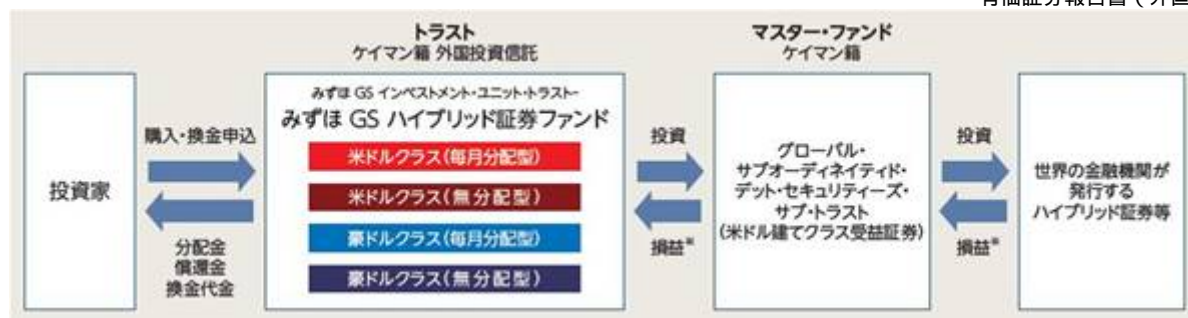 有価証券報告書(外国
トラスト
ケイマン籍 外国投資信託
マスター・ファンド
ケイマン籍
投資家
購入・換金申込
分配金
償還金
換金代金
みずほ GS インベストメント・ユニット・トラスト-
みずほ GS ハイブリッド証券ファンド
米ドルクラス(毎月分配型)
米ドルクラス(無分配型)
豪ドルクラス(毎月分配型)
豪ドルクラス(無分配型)
投資
損益※
グローバル・
サブオーディネイティド・
デット・セキュリティーズ・
サブ・トラスト
(米ドル建てクラス受益証券)
投資
損益※
世界の金融機関が
発行する
ハイブリッド証券等